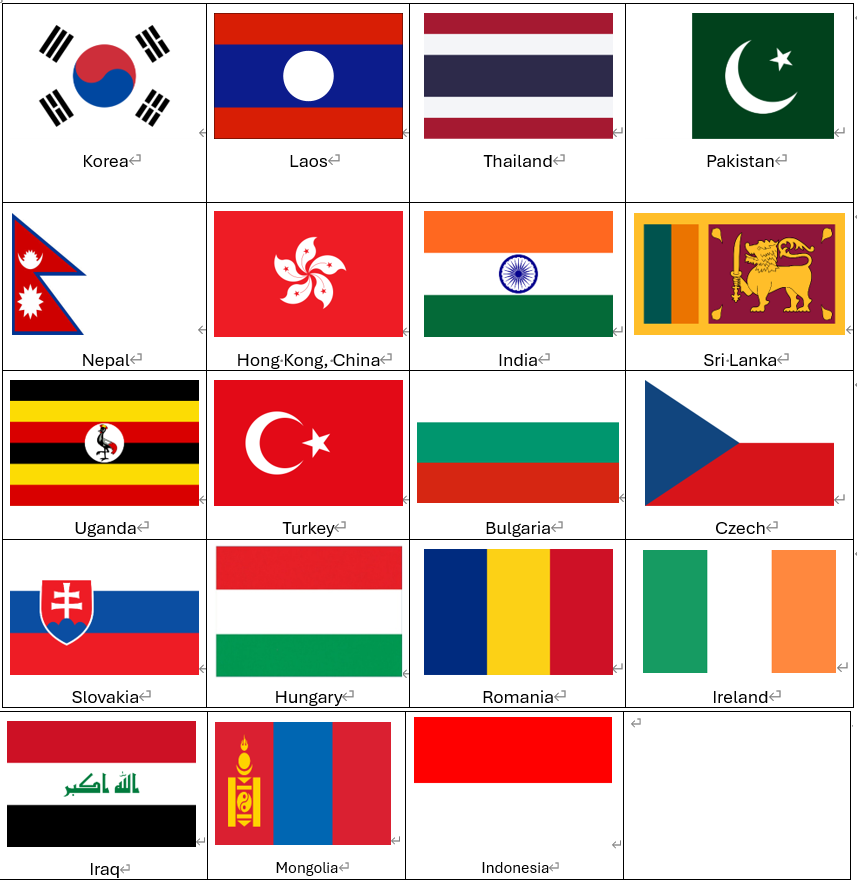 Korea
Laos
Thailand
Pakistan
Nepal
Hong Kong, China
India
Sri Lanka
Uganda
Turkey
Bulgaria
Czech
Slovakia
Hungary
Romania
Ireland
الله اكبر
Iraq
Mongolia
Indonesia